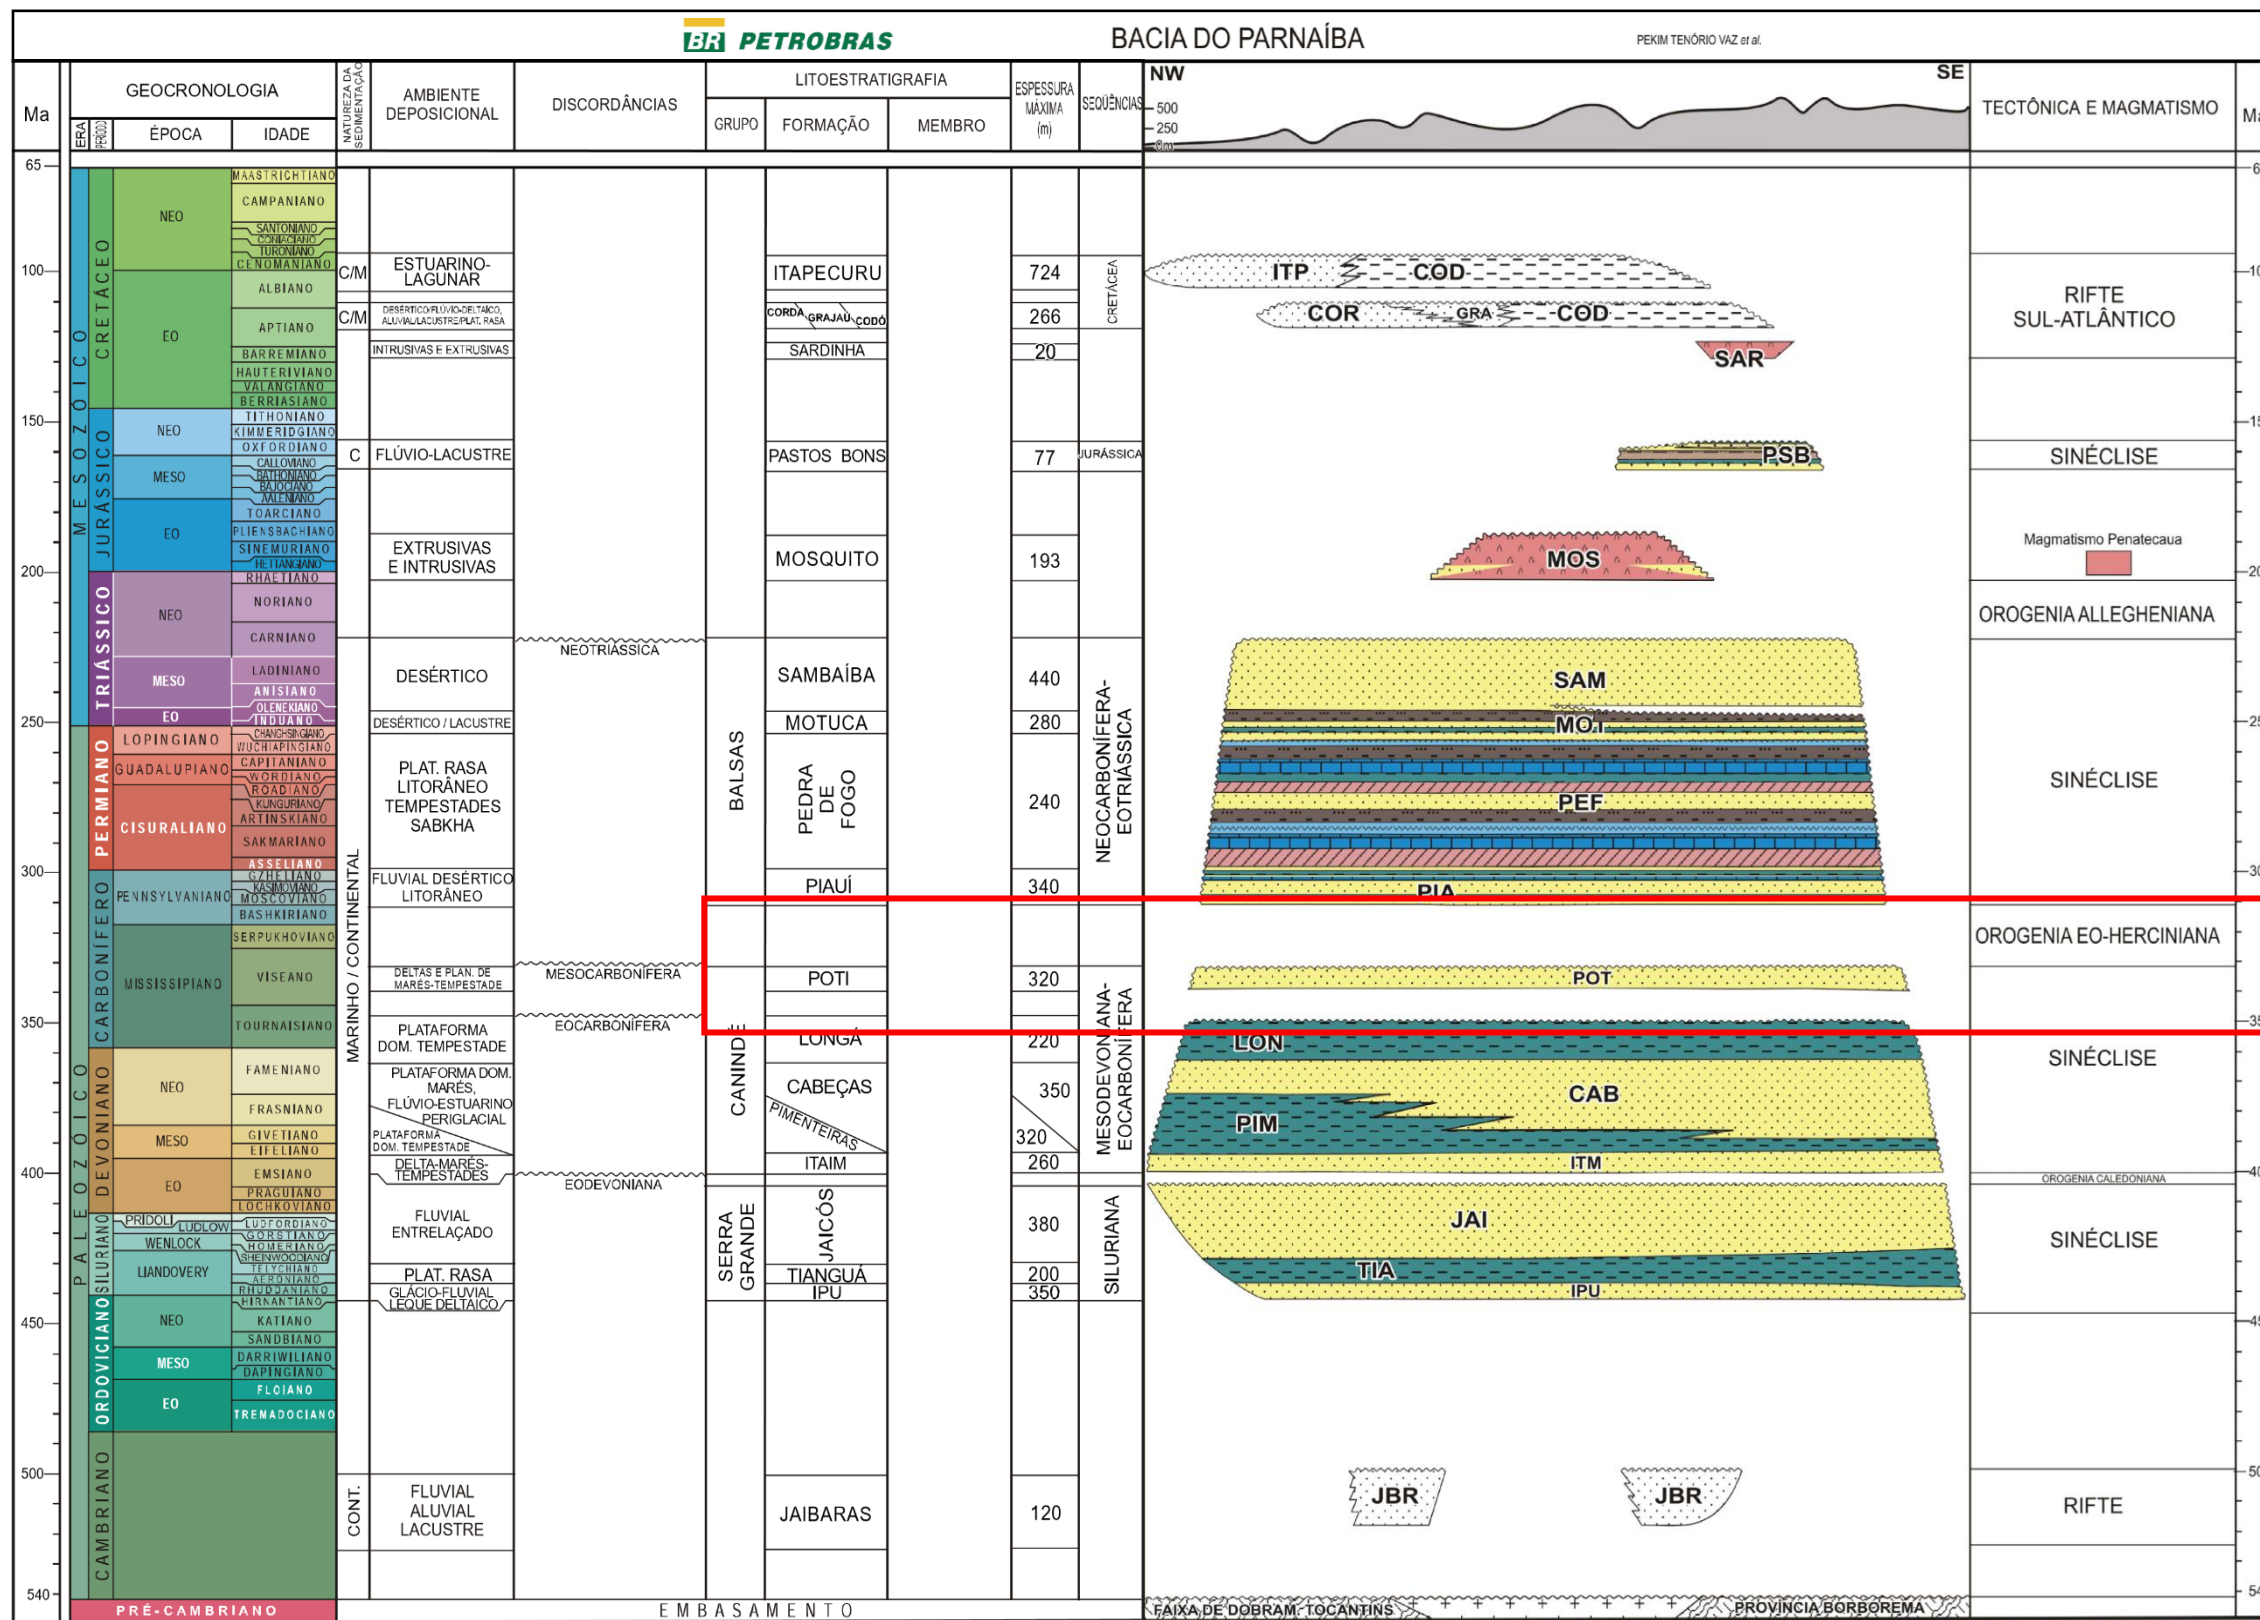 BR PETROBRAS
BACIA DO PARNAÍBA
PEKIM TENÓRIO VAZ et al.
Ma
GEOCRONOLOGIA
ERA
PERÍODO
ÉPOCA
IDADE
NATUREZA DA
SEDIMENTAÇÃO
AMBIENTE
DEPOSICIONAL
DISCORDÂNCIAS
LITOESTRATIGRAFIA
GRUPO
FORMAÇÃO
MEMBRO
ESPESSURA
MÁXIMA
(m)
SEQÜÊNCIAS
NW
SE
500
250
0m
TECTÔNICA E MAGMATISMO
65
100
150
200
250
300
350
400
450
500
540
MESOZÓICO
PALEOZÓICO
CRETÁCEO
JURÁSSICO
TRIÁSSICO
PERMIANO
CARBONÍFERO
DEVONIANO
SILURIANO
ORDOVICIANO
CAMBRIANO
PRÉ-CAMBRIANO
NEO
EO
NEO
MESO
EO
NEO
MESO
EO
LOPINGIANO
GUADALUPIANO
CISURALIANO
PENNSYLVANIANO
MISSISSIPIANO
NEO
MESO
EO
PRIDOLI
LUDLOW
WENLOCK
LIANDOVERY
NEO
MESO
EO
MAASTRICHTIANO
CAMPANIANO
SANTONIANO
CONIACIANO
TURONIANO
CENOMANIANO
ALBIANO
APTIANO
BARREMIANO
HAUTERIVIANO
VALANGIANO
BERRIASIANO
TITHONIANO
KIMMERIDGIANO
OXFORDIANO
CALLOVIANO
BATHONIANO
BAJOCIANO
AALENIANO
TOARCIANO
PLIENSBACHIANO
SINEMURIANO
HETTANGIANO
RHAETIANO
NORIANO
CARNIANO
LADINIANO
ANISIANO
OLENEKIANO
INDUANO
CHANGHSINGIANO
WUCHIAPINGIANO
CAPITANIANO
WORDIANO
ROADIANO
KUNGURIANO
ARTINSKIANO
SAKMARIANO
ASSELIANO
GZHELIANO
KASIMOVIANO
MOSCOVIANO
BASHKIRIANO
SERPUKHOVIANO
VISEANO
TOURNAISIANO
FAMENIANO
FRASNIANO
GIVETIANO
EIFELIANO
EMSIANO
PRAGUIANO
LOCHKOVIANO
LUDFORDIANO
GORSTIANO
HOMERIANO
SHEINWOODIANO
TELYCHIANO
AERONIANO
RHUDDANIANO
HIRNANTIANO
KATIANO
SANDBIANO
DARRIWILIANO
DAPINGIANO
FLOIANO
TREMADOCIANO
C/M
C/M
C
MARINHO / CONTINENTAL
CONT.
ESTUARINO-
LAGUNAR
DESÉRTICO/FLÚVIO-DELTAICO,
ALUVIAL/LACUSTRE/PLAT. RASA
INTRUSIVAS E EXTRUSIVAS
FLÚVIO-LACUSTRE
EXTRUSIVAS
E INTRUSIVAS
DESÉRTICO
DESÉRTICO / LACUSTRE
PLAT. RASA
LITORÂNEO
TEMPESTADES
SABKHA
FLUVIAL DESÉRTICO
LITORÂNEO
DELTAS E PLAN. DE
MARÉS-TEMPESTADE
PLATAFORMA
DOM. TEMPESTADE
PLATAFORMA DOM.
MARÉS,
FLÚVIO-ESTUARINO
PERIGLACIAL
PLATAFORMA
DOM. TEMPESTADE
DELTA-MARÉS-
TEMPESTADES
FLUVIAL
ENTRELAÇADO
PLAT. RASA
GLÁCIO-FLUVIAL
LEQUE DELTAICO
FLUVIAL
ALUVIAL
LACUSTRE
NEOTRIÁSSICA
MESOCARBONÍFERA
EOCARBONÍFERA
EODEVONIANA
BALSAS
CANINDÉ
SERRA
GRANDE
ITAPECURU
CORDA
GRAJAÚ
CODÓ
SARDINHA
PASTOS BONS
MOSQUITO
SAMBAÍBA
MOTUCA
PEDRA
DE
FOGO
PIAUÍ
POTI
LONGÁ
CABEÇAS
PIMENTEIRAS
ITAIM
JAICÓS
TIANGUÁ
IPU
JAIBARAS
724
266
20
77
193
440
280
240
340
320
220
350
320
260
380
200
350
120
CRETÁCEA
JURÁSSICA
NEOCARBONÍFERA-
EOTRIÁSSICA
MESODEVONIANA-
EOCARBONÍFERA
SILURIANA
ITP
COD
COR
GRA
COD
SAR
PSB
MOS
SAM
MOT
PEF
PIA
POT
LON
CAB
PIM
ITM
JAI
TIA
IPU
JBR
JBR
RIFTE
SUL-ATLÂNTICO
SINÉCLISE
Magmatismo Penatecaua
OROGENIA ALLEGHENIANA
SINÉCLISE
OROGENIA EO-HERCINIANA
SINÉCLISE
OROGENIA CALEDONIANA
SINÉCLISE
RIFTE
EMBASAMENTO
FAIXA DE DOBRAM. TOCANTINS
PROVÍNCIA BORBOREMA